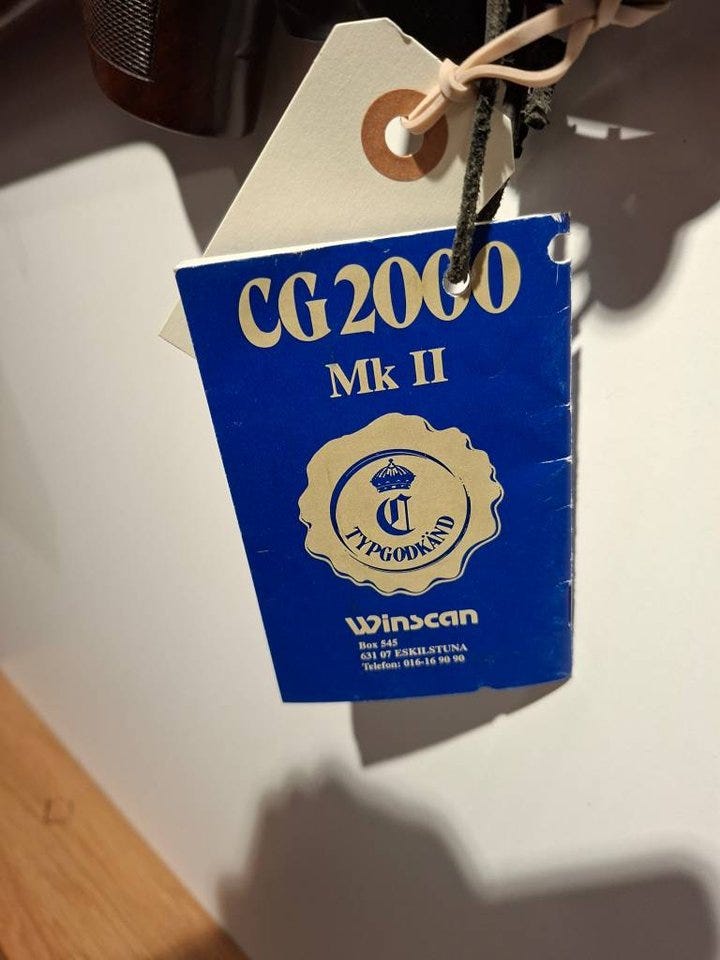 CG2000
Mk II
C
TYPGODKÄND
Winscan
Box 545
631 07 ESKILSTUNA
Telefon: 016-16 90 90